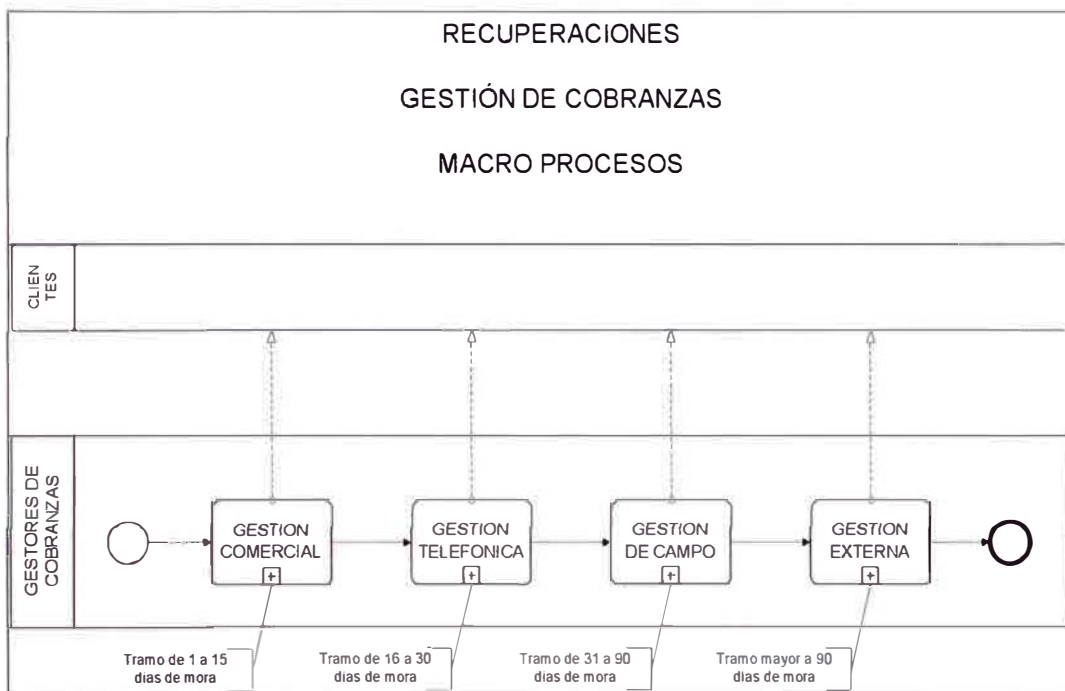 RECUPERACIONES
GESTIÓN DE COBRANZAS
MACRO PROCESOS
CLIEN
TES
GESTORES DE
COBRANZAS
GESTION
COMERCIAL
GESTION
TELEFONICA
GESTION
DE CAMPO
GESTION
EXTERNA
Tramo de 1 a 15
dias de mora
Tramo de 16 a 30
dias de mora
Tramo de 31 a 90
dias de mora
Tramo mayor a 90
dias de mora